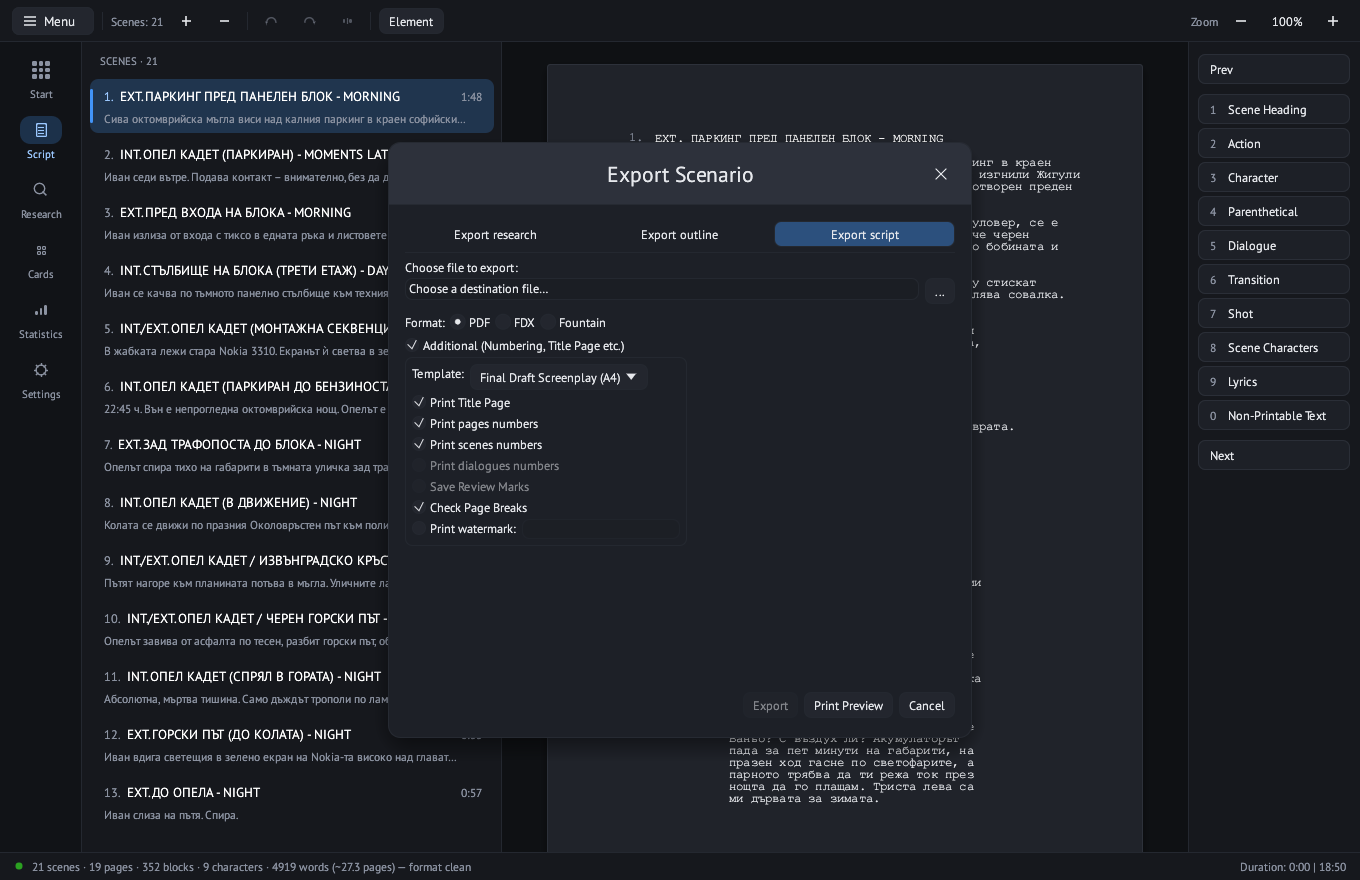 Menu
Scenes: 21
Element
Zoom
100%
Start
Script
Research
Cards
Statistics
Settings
SCENES · 21
1. EXT.ПАРКИНГ ПРЕД ПАНЕЛЕН БЛОК - MORNING 1:48
Сива октомврийска мъгла виси над калния паркинг в краен софийски...
2. INT.ОПЕЛ КАДЕТ (ПАРКИРАН) - MOMENTS LAT
Иван седи вътре. Подава контакт – внимателно, без да д
3. EXT.ПРЕД ВХОДА НА БЛОКА - MORNING
Иван излиза от входа с тиксо в едната ръка и листовете
4. INT.СТЪЛБИЩЕ НА БЛОКА (ТРЕТИ ЕТАЖ) - DAY
Иван се качва по тъмното панелно стълбище към техния
5. INT./EXT.ОПЕЛ КАДЕТ (МОНТАЖНА СЕКВЕНЦИ
В жабката лежи стара Nokia 3310. Екранът ѝ светва в зе
6. INT.ОПЕЛ КАДЕТ (ПАРКИРАН ДО БЕНЗИНОСТА
22:45 ч. Вън е непрогледна октомврийска нощ. Опелът е
7. EXT.ЗАД ТРАФОПОСТА ДО БЛОКА - NIGHT
Опелът спира тихо на габарити в тъмната уличка зад тра
8. INT.ОПЕЛ КАДЕТ (В ДВИЖЕНИЕ) - NIGHT
Колата се движи по празния Околовръстен път към поли
9. INT./EXT.ОПЕЛ КАДЕТ / ИЗВЪНГРАДСКО КРЪСТ
Пътят нагоре към планината потъва в мъгла. Уличните ла
10. INT./EXT.ОПЕЛ КАДЕТ / ЧЕРЕН ГОРСКИ ПЪТ -
Опелът завива от асфалта по тесен, разбит горски път, об
11. INT.ОПЕЛ КАДЕТ (СПРЯЛ В ГОРАТА) - NIGHT
Абсолютна, мъртва тишина. Само дъждът трополи по лам
12. EXT.ГОРСКИ ПЪТ (ДО КОЛАТА) - NIGHT
Иван вдига светещия в зелено екран на Nokia-та високо над глават...
13. EXT.ДО ОПЕЛА - NIGHT 0:57
Иван слиза на пътя. Спира.
1. EXT. ПАРКИНГ ПРЕД ПАНЕЛЕН БЛОК - MORNING
инг в краен
изгнили Жигули
отворен преден
уловер, се е
че черен
о бобината и
у стискат
лява совалка.
врата.
Export Scenario
Export research
Export outline
Export script
Choose file to export:
Choose a destination file...
...
Format: PDF FDX Fountain
Additional (Numbering, Title Page etc.)
Template: Final Draft Screenplay (A4)
Print Title Page
Print pages numbers
Print scenes numbers
Print dialogues numbers
Save Review Marks
Check Page Breaks
Print watermark:
Export
Print Preview
Cancel
Ваньо? С въздух ли? Акумулаторът
пада за пет минути на габарити, на
празен ход гасне по светофарите, а
парното трябва да ти режа ток през
нощта да го плащам. Триста лева са
ми дървата за зимата.
Prev
1 Scene Heading
2 Action
3 Character
4 Parenthetical
5 Dialogue
6 Transition
7 Shot
8 Scene Characters
9 Lyrics
0 Non-Printable Text
Next
21 scenes · 19 pages · 352 blocks · 9 characters · 4919 words (~27.3 pages) — format clean
Duration: 0:00 | 18:50